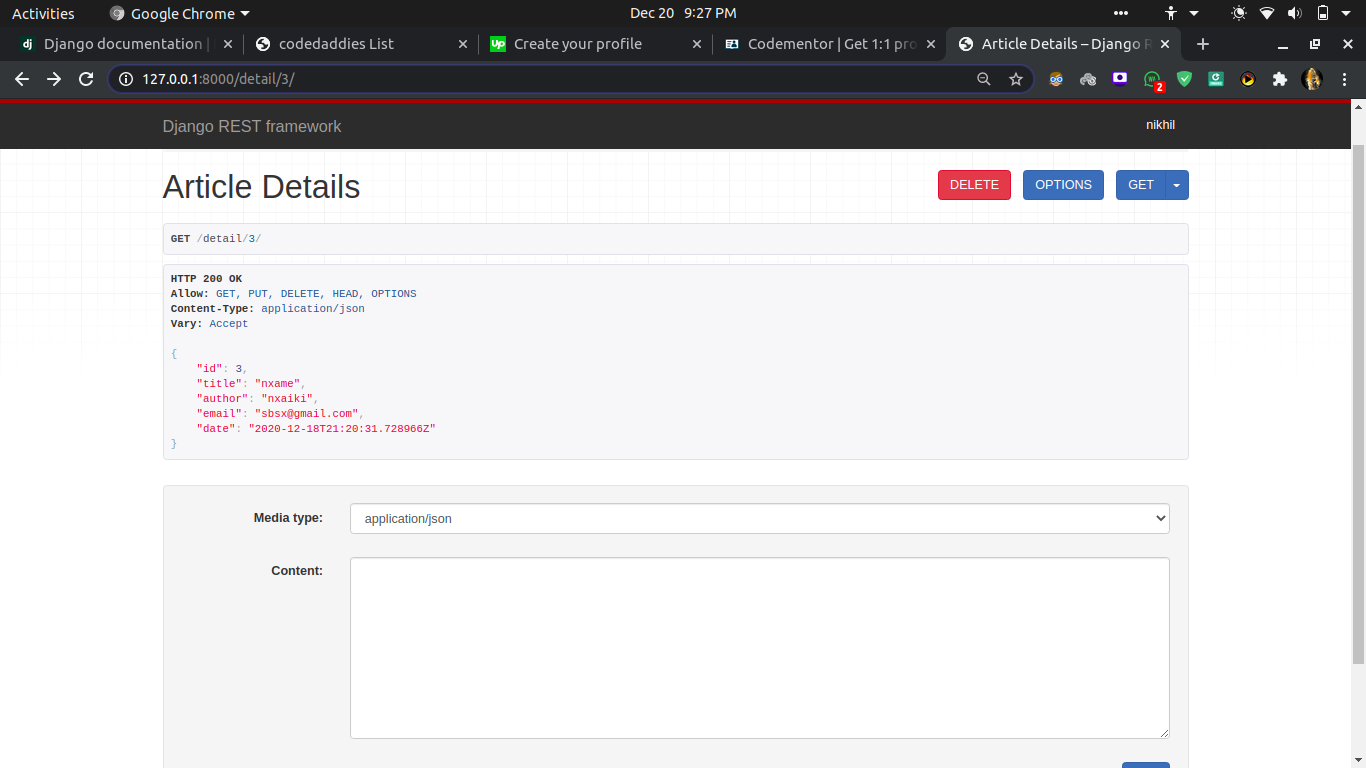 Activities Google Chrome Dec 20 9:27 PM
Django documentation | codedaddies List Create your profile Codementor | Get 1:1 pro Article Details – Django R
127.0.0.1:8000/detail/3/ 2
Django REST framework nikhil
Article Details DELETE OPTIONS GET
GET /detail/3/
HTTP 200 OK
Allow: GET, PUT, DELETE, HEAD, OPTIONS
Content-Type: application/json
Vary: Accept
{
"id": 3,
"title": "nxame",
"author": "nxaiki",
"email": "sbsx@gmail.com",
"date": "2020-12-18T21:20:31.728966Z"
}
Media type: application/json
Content: